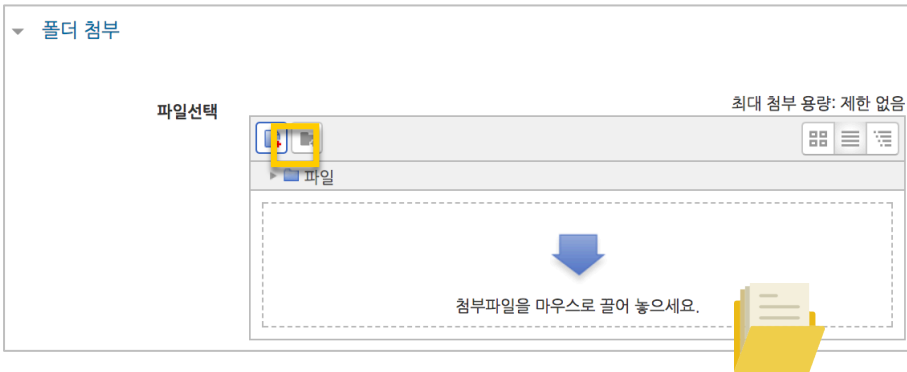 폴더 첨부
최대 첨부 용량: 제한 없음
파일선택
파일
첨부파일을 마우스로 끌어 놓으세요.